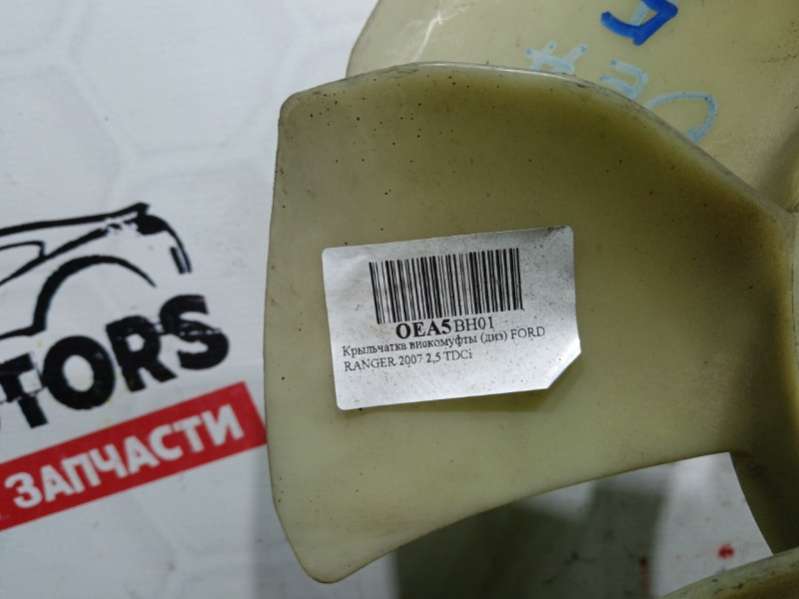 OEA5BH01
Крыльчатка вискомуфты (диз) FORD
RANGER 2007 2,5 TDCi
TORS
ЗАПЧАСТИ